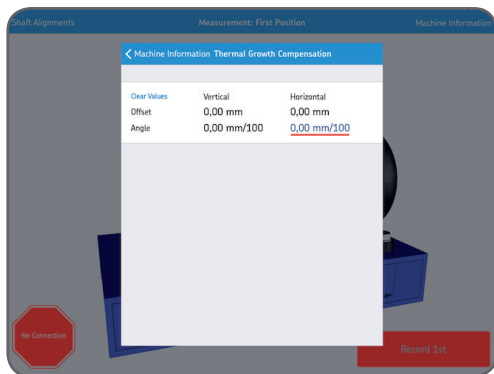 Shaft Alignments Measurement: First Position Machine Information
Machine Information Thermal Growth Compensation
Clear Values Vertical Horizontal
Offset 0,00 mm 0,00 mm
Angle 0,00 mm/100 0,00 mm/100
No Connection
Record 1st